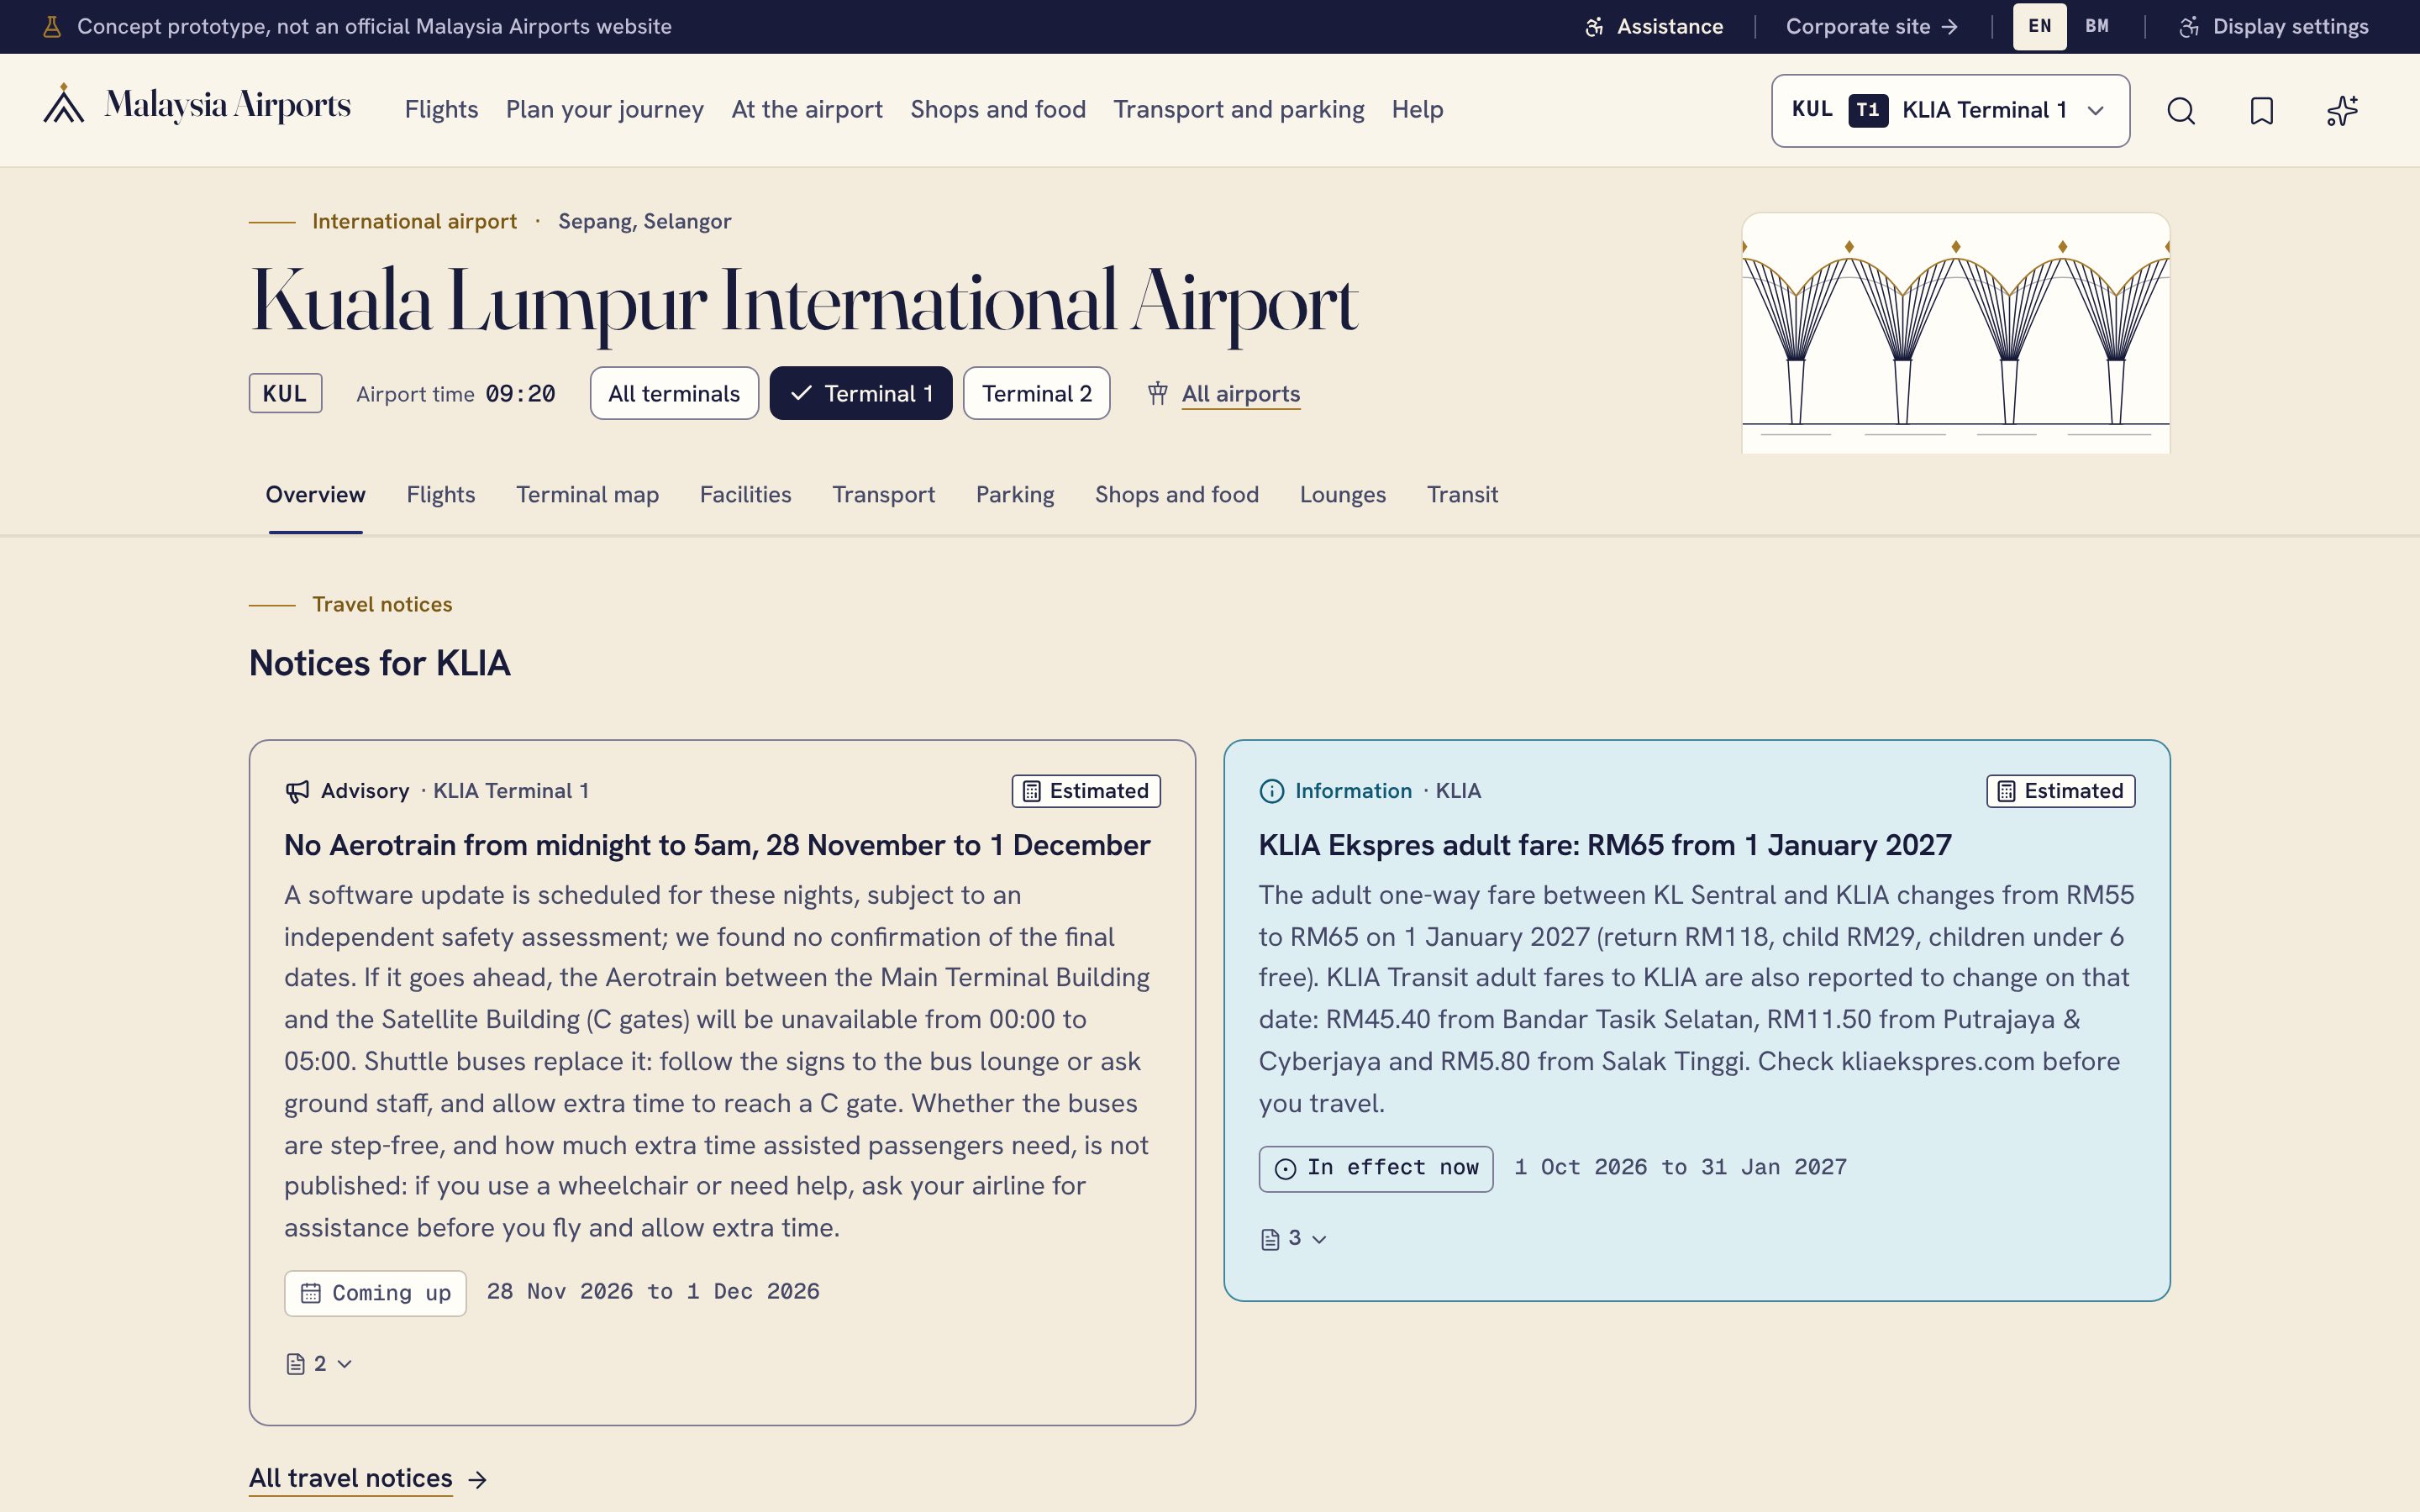 Concept prototype, not an official Malaysia Airports website
Assistance
Corporate site →
EN
BM
Display settings
Malaysia Airports
Flights
Plan your journey
At the airport
Shops and food
Transport and parking
Help
KUL T1 KLIA Terminal 1
International airport · Sepang, Selangor
Kuala Lumpur International Airport
KUL
Airport time 09:20
All terminals
Terminal 1
Terminal 2
All airports
Overview
Flights
Terminal map
Facilities
Transport
Parking
Shops and food
Lounges
Transit
Travel notices
Notices for KLIA
Advisory · KLIA Terminal 1
Estimated
No Aerotrain from midnight to 5am, 28 November to 1 December
A software update is scheduled for these nights, subject to an
independent safety assessment; we found no confirmation of the final
dates. If it goes ahead, the Aerotrain between the Main Terminal Building
and the Satellite Building (C gates) will be unavailable from 00:00 to
05:00. Shuttle buses replace it: follow the signs to the bus lounge or ask
ground staff, and allow extra time to reach a C gate. Whether the buses
are step-free, and how much extra time assisted passengers need, is not
published: if you use a wheelchair or need help, ask your airline for
assistance before you fly and allow extra time.
Coming up
28 Nov 2026 to 1 Dec 2026
2
Information · KLIA
Estimated
KLIA Ekspres adult fare: RM65 from 1 January 2027
The adult one-way fare between KL Sentral and KLIA changes from RM55
to RM65 on 1 January 2027 (return RM118, child RM29, children under 6
free). KLIA Transit adult fares to KLIA are also reported to change on that
date: RM45.40 from Bandar Tasik Selatan, RM11.50 from Putrajaya &
Cyberjaya and RM5.80 from Salak Tinggi. Check kliaekspres.com before
you travel.
In effect now
1 Oct 2026 to 31 Jan 2027
3
All travel notices →